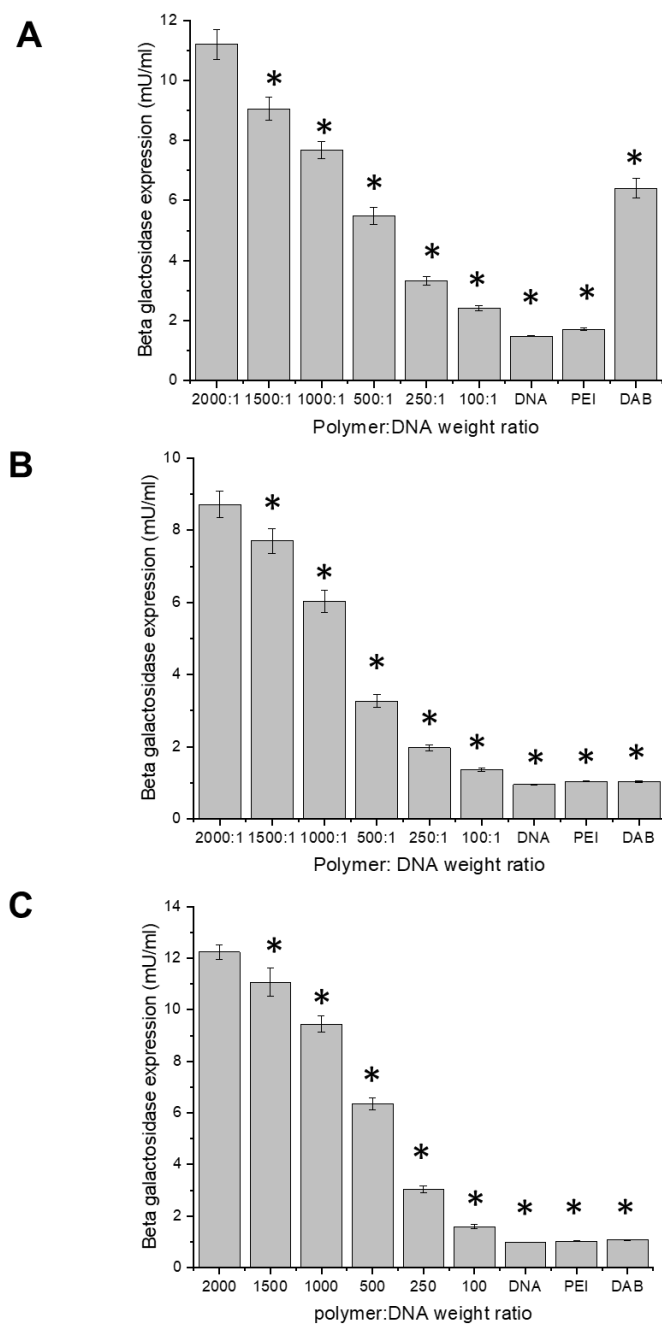 A
Beta glactosidase expression (mU/ml)
12
10
8
6
4
2
0
* * * * * * * *
2000:1 1500:1 1000:1 500:1 250:1 100:1 DNA PEI DAB
Polymer:DNA weight ratio
B
Beta galactosidase expression (mU/ml)
10
8
6
4
2
0
* * * * * * * *
2000:1 1500:1 1000:1 500:1 250:1 100:1 DNA PEI DAB
Polymer: DNA weight ratio
C
Beta galactosidase expression (mU/ml)
14
12
10
8
6
4
2
0
* * * * * * * *
2000 1500 1000 500 250 100 DNA PEI DAB
polymer:DNA weight ratio